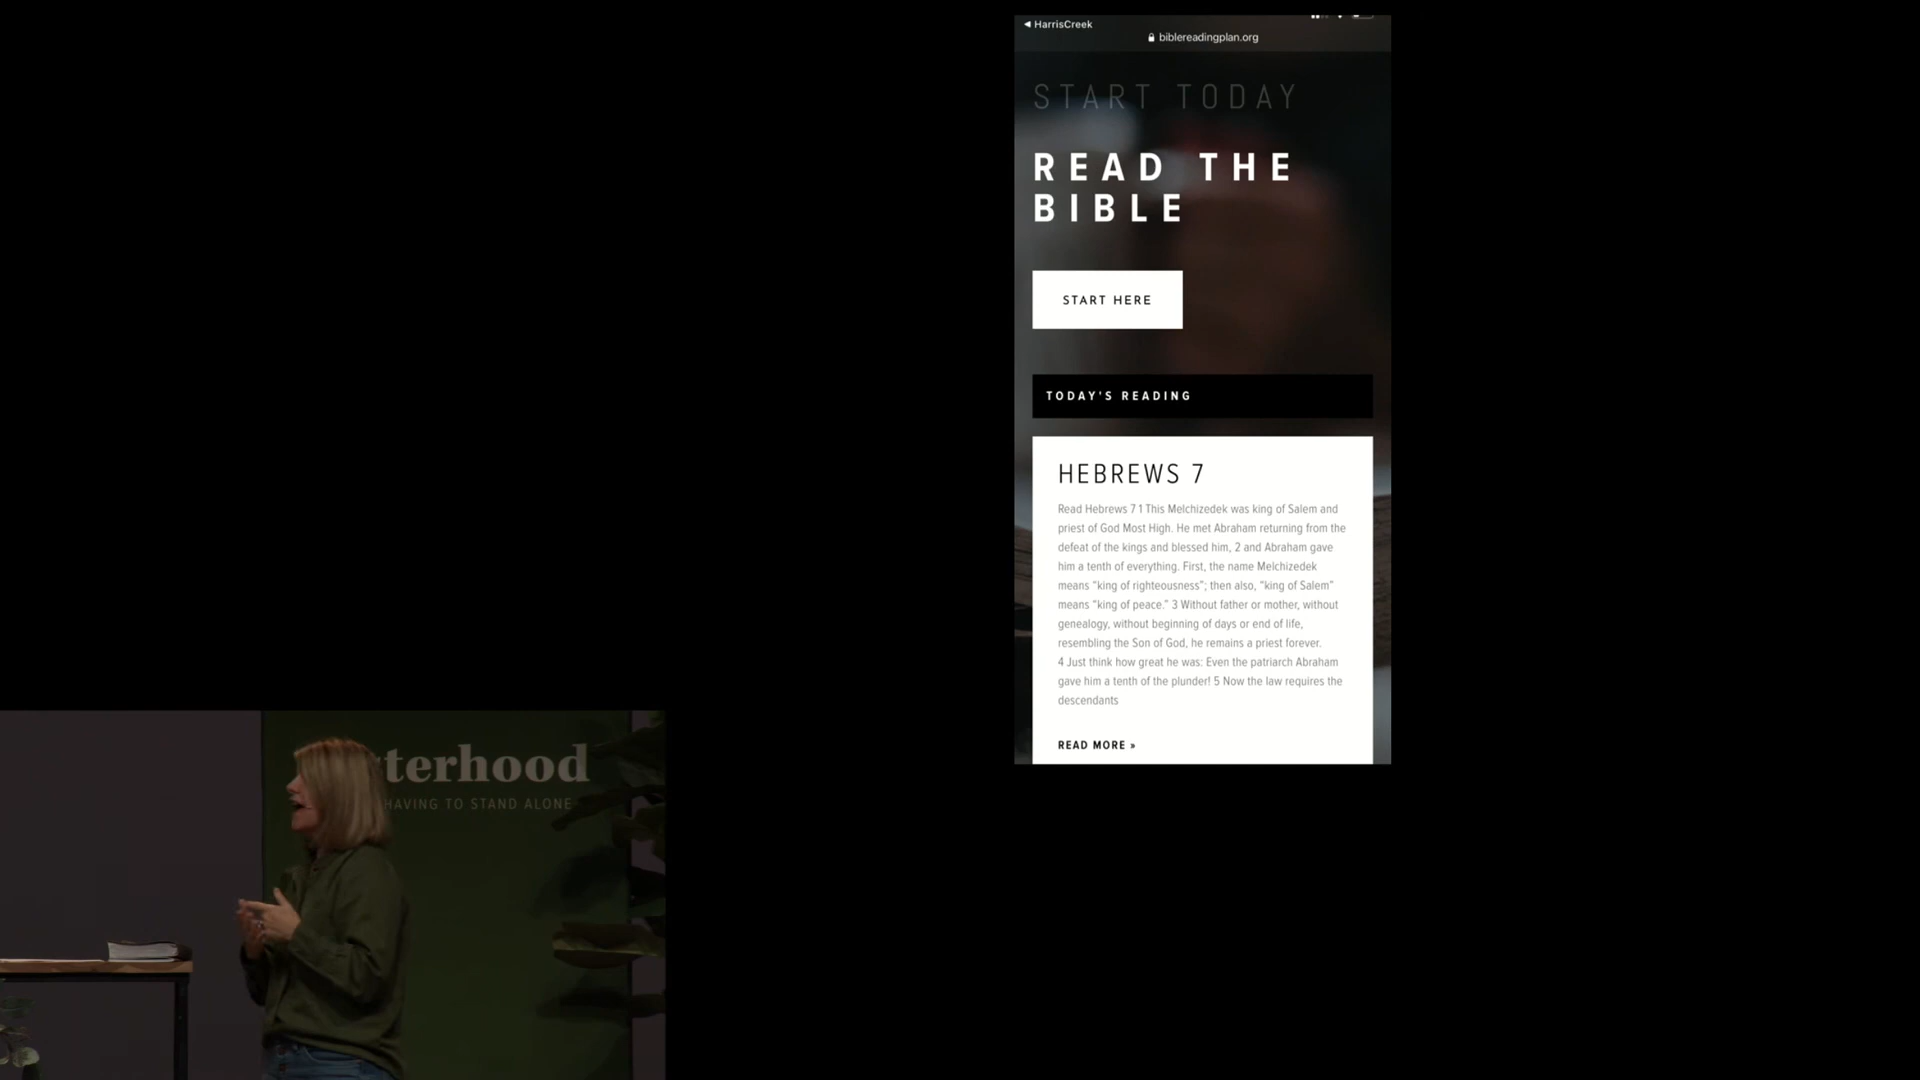 ◀ HarrisCreek
biblereadingplan.org
START TODAY
READ THE
BIBLE
START HERE
TODAY'S READING
HEBREWS 7
Read Hebrews 7 1 This Melchizedek was king of Salem and
priest of God Most High. He met Abraham returning from the
defeat of the kings and blessed him, 2 and Abraham gave
him a tenth of everything. First, the name Melchizedek
means “king of righteousness”; then also, “king of Salem”
means “king of peace.” 3 Without father or mother, without
genealogy, without beginning of days or end of life,
resembling the Son of God, he remains a priest forever.
4 Just think how great he was: Even the patriarch Abraham
gave him a tenth of the plunder! 5 Now the law requires the
descendants
READ MORE »
terhood
HAVING TO STAND ALONE